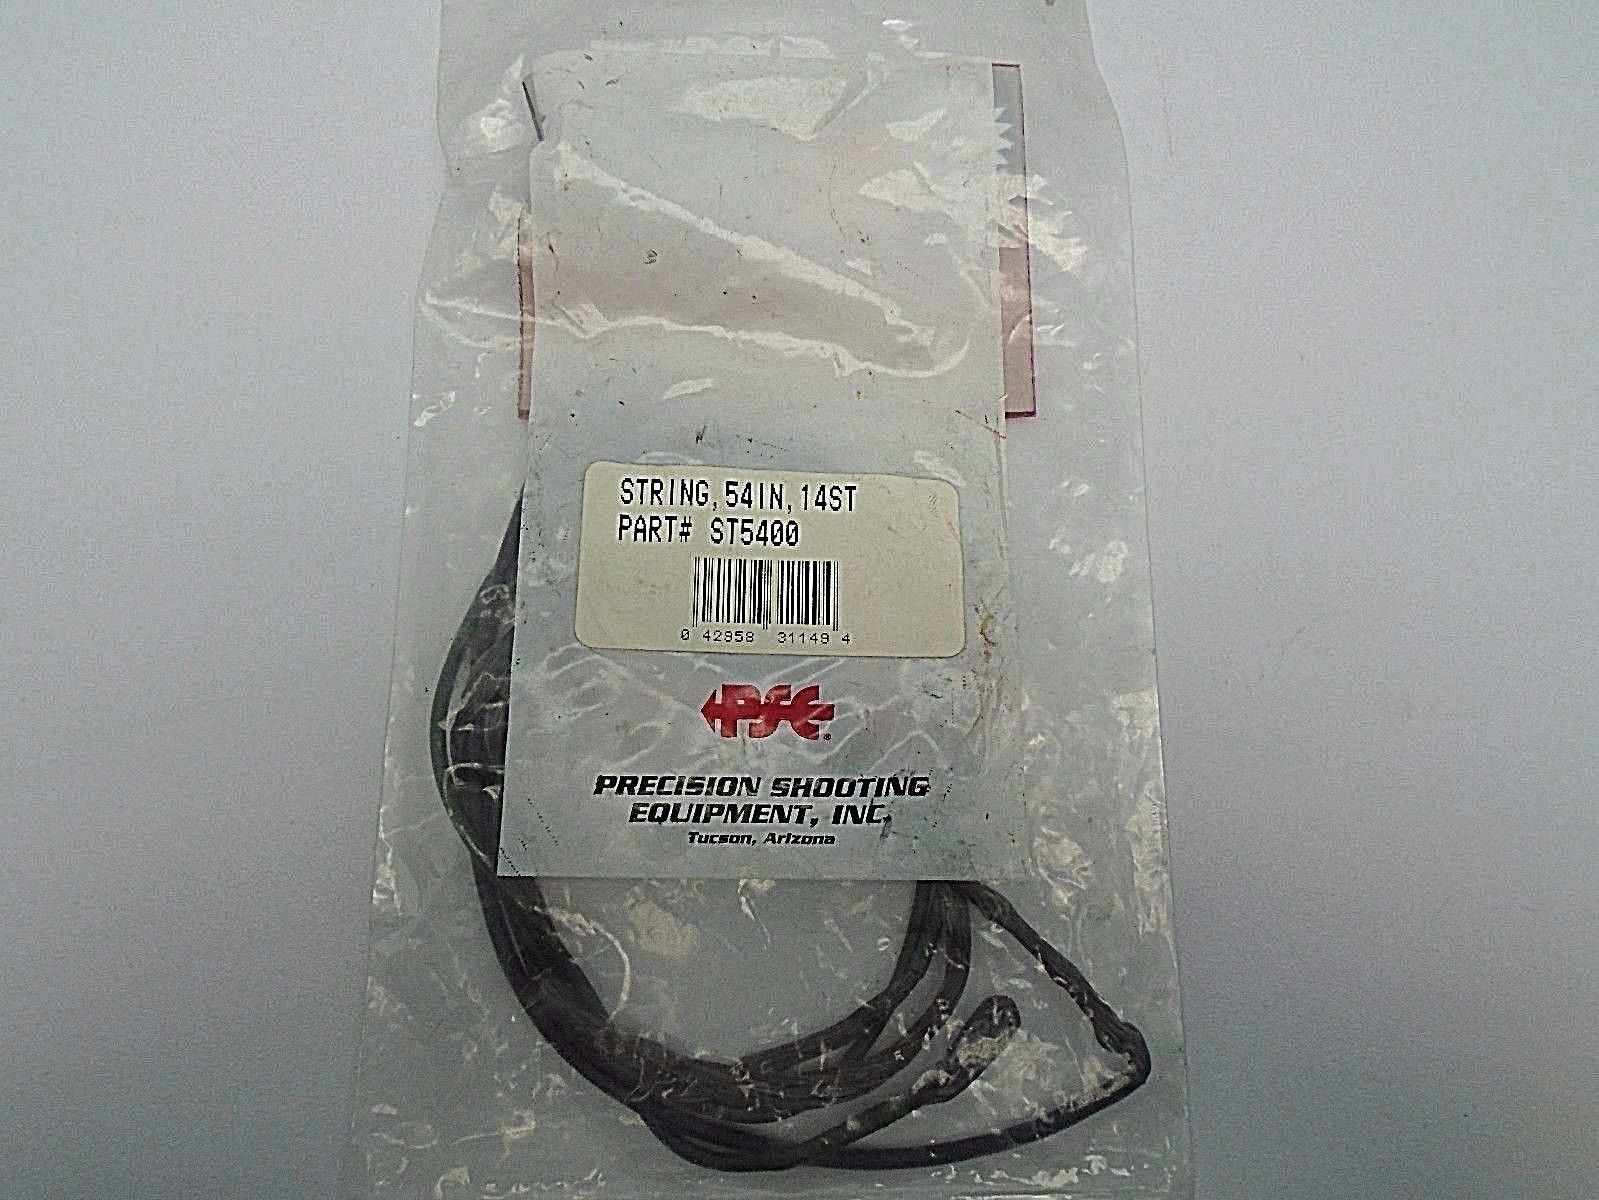 STRING,54IN,14ST
PART# ST5400
0 42958 31149 4
PSE®
PRECISION SHOOTING
EQUIPMENT, INC.
Tucson, Arizona